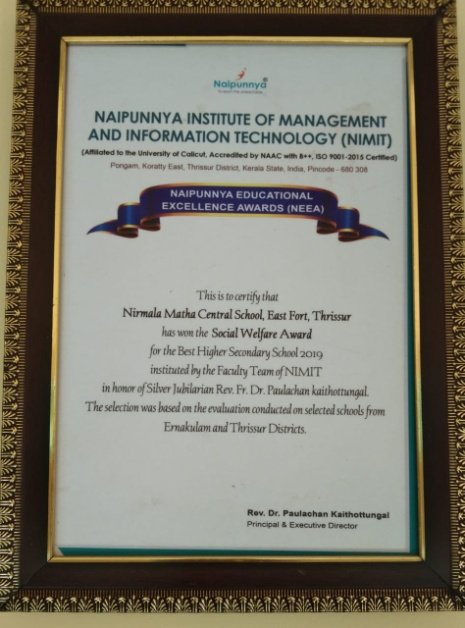 Naipunnya®
NAIPUNNYA INSTITUTE OF MANAGEMENT
AND INFORMATION TECHNOLOGY (NIMIT)
(Affiliated to the University of Calicut, Accredited by NAAC with B++, ISO 9001-2015 Certified)
Pongam, Koratty East, Thrissur District, Kerala State, India, Pincode - 680 308
NAIPUNNYA EDUCATIONAL
EXCELLENCE AWARDS (NEEA)
This is to certify that
Nirmala Matha Central School, East Fort, Thrissur
has won the Social Welfare Award
for the Best Higher Secondary School 2019
instituted by the Faculty Team of NIMIT
in honor of Silver Jubilarian Rev. Fr. Dr. Paulachan kaithottungal.
The selection was based on the evaluation conducted on selected schools from
Ernakulam and Thrissur Districts.
Rev. Dr. Paulachan Kaithottungal
Principal & Executive Director